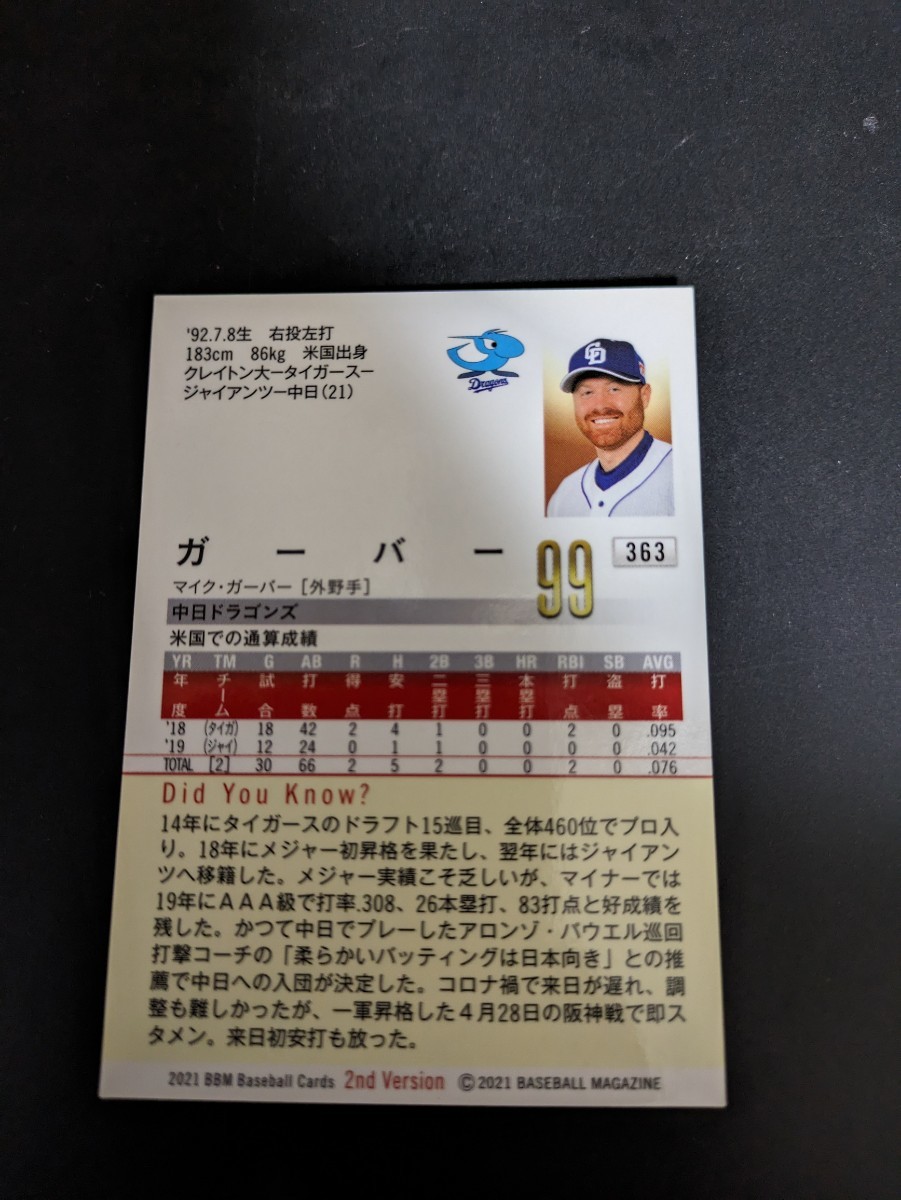 '92.7.8生　右投左打
183cm　86kg　米国出身
クレイトン大ータイガースー
ジャイアンツー中日(21)
Dragons
CD
ガーバー
99
363
マイク・ガーバー［外野手］
中日ドラゴンズ
米国での通算成績
YR TM G AB R H 2B 3B HR RBI SB AVG
年度 チーム 試合 打数 得点 安打 二塁打 三塁打 本塁打 打点 盗塁 打率
'18 (タイガ) 18 42 2 4 1 0 0 2 0 .095
'19 (ジャイ) 12 24 0 1 1 0 0 0 0 .042
TOTAL [2] 30 66 2 5 2 0 0 2 0 .076
Did You Know?
14年にタイガースのドラフト15巡目、全体460位でプロ入
り。18年にメジャー初昇格を果たし、翌年にはジャイアン
ツへ移籍した。メジャー実績こそ乏しいが、マイナーでは
19年にＡＡＡ級で打率.308、26本塁打、83打点と好成績を
残した。かつて中日でプレーしたアロンゾ・パウエル巡回
打撃コーチの「柔らかいバッティングは日本向き」との推
薦で中日への入団が決定した。コロナ禍で来日が遅れ、調
整も難しかったが、一軍昇格した４月28日の阪神戦で即ス
タメン。来日初安打も放った。
2021 BBM Baseball Cards 2nd Version ©2021 BASEBALL MAGAZINE